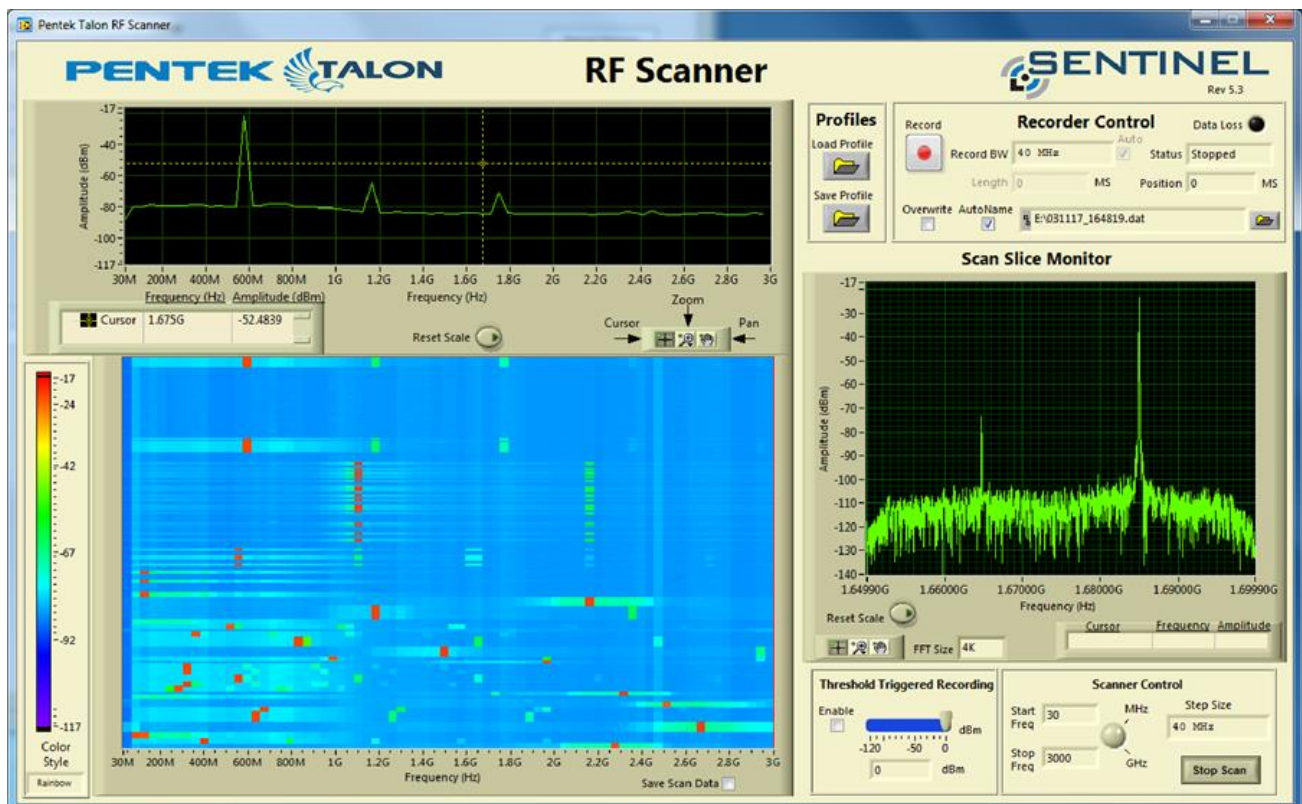 Pentek Talon RF Scanner
PENTEK TALON
RF Scanner
SENTINEL
Rev 5.3
-17
-40
-60
-80
-100
-117
Amplitude (dBm)
30M 200M 400M 600M 800M 1G 1.2G 1.4G 1.6G 1.8G 2G 2.2G 2.4G 2.6G 2.8G 3G
Frequency (Hz)
Frequency (Hz) Amplitude (dBm)
Cursor 1.675G -52.4839
Reset Scale
Zoom
Cursor
Pan
Profiles
Load Profile
Save Profile
Recorder Control
Record
Data Loss
Record BW 40 MHz
Auto
Status Stopped
Length 0 MS
Position 0 MS
Overwrite AutoName E:\031117_164819.dat
-17
-24
-42
-67
-92
-117
Color
Style
Rainbow
30M 200M 400M 600M 800M 1G 1.2G 1.4G 1.6G 1.8G 2G 2.2G 2.4G 2.6G 2.8G 3G
Frequency (Hz)
Save Scan Data
Scan Slice Monitor
-17
-30
-40
-50
-60
-70
-80
-90
-100
-110
-120
-130
-140
Amplitude (dBm)
1.64990G 1.66000G 1.67000G 1.68000G 1.69000G 1.69990G
Frequency (Hz)
Reset Scale
FFT Size 4K
Cursor Frequency Amplitude
Threshold Triggered Recording
Enable
dBm
-120 -50 0
0 dBm
Scanner Control
Start
Freq
30
MHz
GHz
Stop
Freq
3000
Step Size
40 MHz
Stop Scan